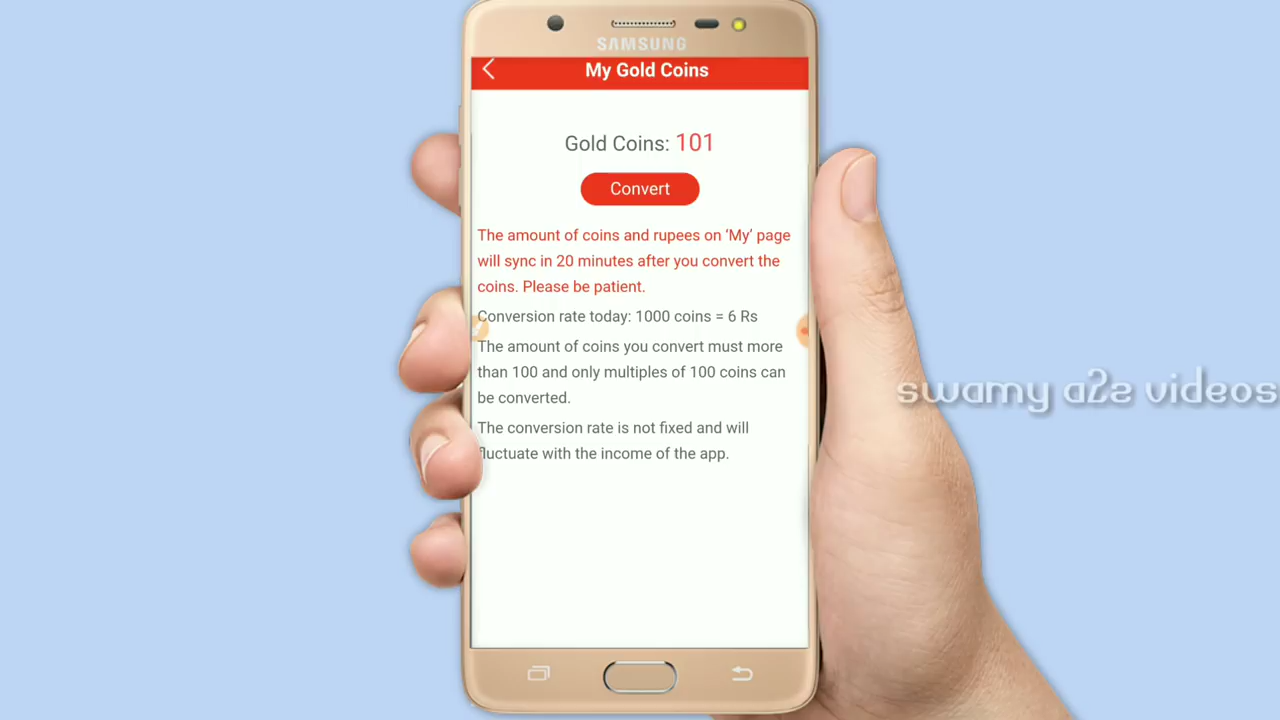 SAMSUNG
My Gold Coins
Gold Coins: 101
Convert
The amount of coins and rupees on ‘My’ page
will sync in 20 minutes after you convert the
coins. Please be patient.
Conversion rate today: 1000 coins = 6 Rs
The amount of coins you convert must more
than 100 and only multiples of 100 coins can
be converted.
The conversion rate is not fixed and will
fluctuate with the income of the app.
swamy a2z videos